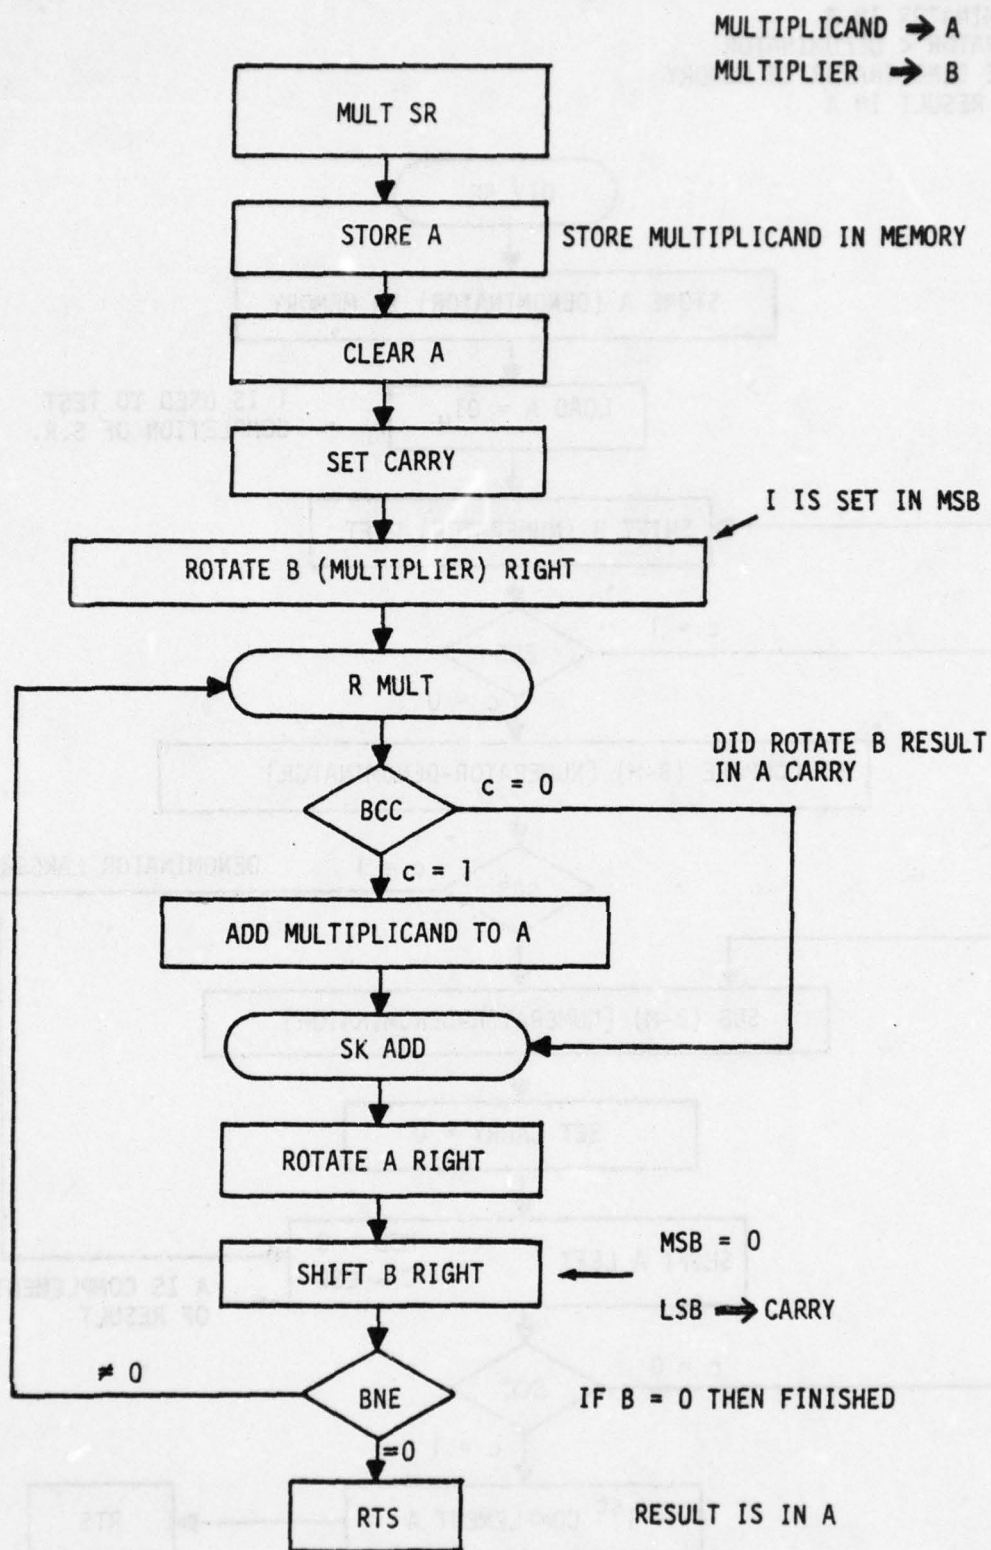 MULTIPLICAND → A
MULTIPLIER → B
MULT SR
STORE A
STORE MULTIPLICAND IN MEMORY
CLEAR A
SET CARRY
I IS SET IN MSB
ROTATE B (MULTIPLIER) RIGHT
R MULT
DID ROTATE B RESULT
IN A CARRY
c = 0
BCC
c = 1
ADD MULTIPLICAND TO A
SK ADD
ROTATE A RIGHT
MSB = 0
SHIFT B RIGHT
LSB → CARRY
≠ 0
BNE
IF B = 0 THEN FINISHED
=0
RTS
RESULT IS IN A